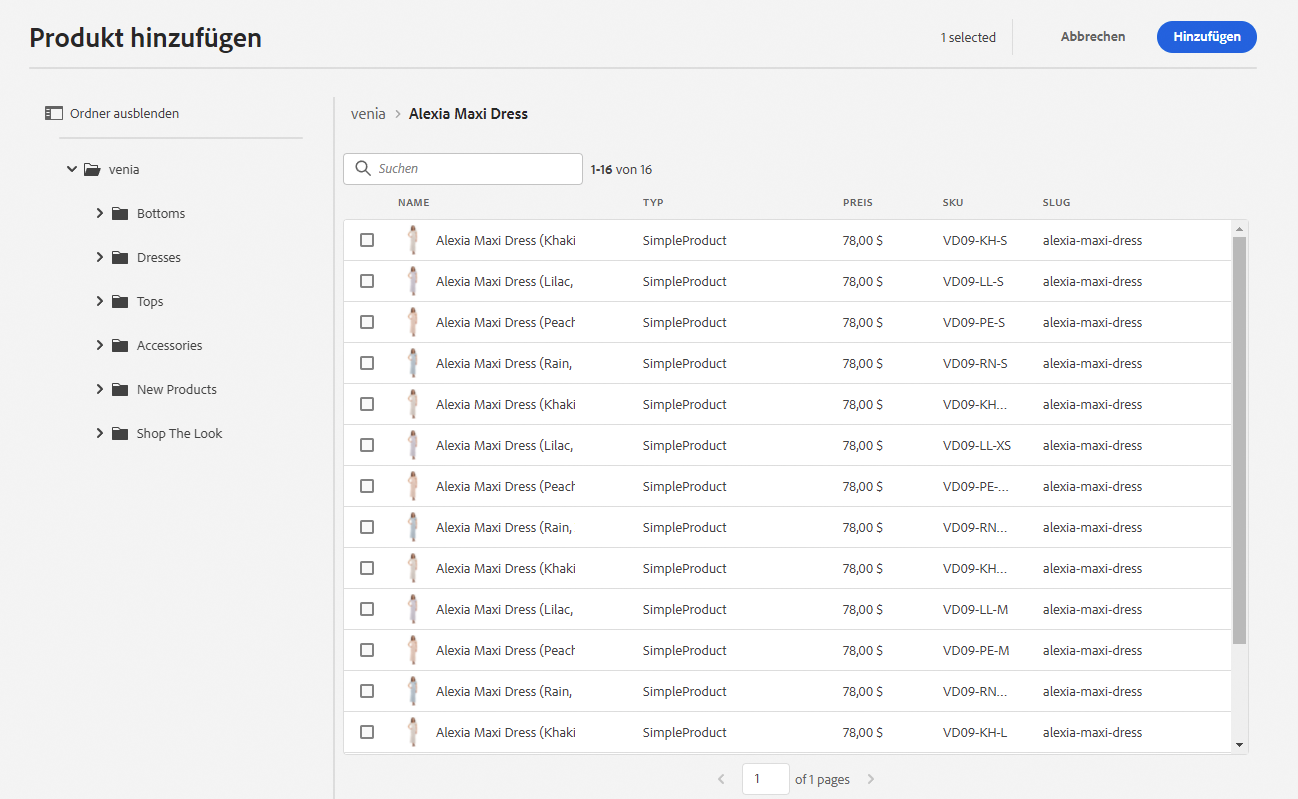 Produkt hinzufügen
1 selected
Abbrechen
Hinzufügen
Ordner ausblenden
venia
Bottoms
Dresses
Tops
Accessories
New Products
Shop The Look
venia > Alexia Maxi Dress
Suchen
1-16 von 16
NAME TYP PREIS SKU SLUG
Alexia Maxi Dress (Khaki SimpleProduct 78,00 $ VD09-KH-S alexia-maxi-dress
Alexia Maxi Dress (Lilac, SimpleProduct 78,00 $ VD09-LL-S alexia-maxi-dress
Alexia Maxi Dress (Peach SimpleProduct 78,00 $ VD09-PE-S alexia-maxi-dress
Alexia Maxi Dress (Rain, SimpleProduct 78,00 $ VD09-RN-S alexia-maxi-dress
Alexia Maxi Dress (Khaki SimpleProduct 78,00 $ VD09-KH... alexia-maxi-dress
Alexia Maxi Dress (Lilac, SimpleProduct 78,00 $ VD09-LL-XS alexia-maxi-dress
Alexia Maxi Dress (Peach SimpleProduct 78,00 $ VD09-PE-... alexia-maxi-dress
Alexia Maxi Dress (Rain, SimpleProduct 78,00 $ VD09-RN... alexia-maxi-dress
Alexia Maxi Dress (Khaki SimpleProduct 78,00 $ VD09-KH... alexia-maxi-dress
Alexia Maxi Dress (Lilac, SimpleProduct 78,00 $ VD09-LL-M alexia-maxi-dress
Alexia Maxi Dress (Peach SimpleProduct 78,00 $ VD09-PE-M alexia-maxi-dress
Alexia Maxi Dress (Rain, SimpleProduct 78,00 $ VD09-RN... alexia-maxi-dress
Alexia Maxi Dress (Khaki SimpleProduct 78,00 $ VD09-KH-L alexia-maxi-dress
1 of 1 pages